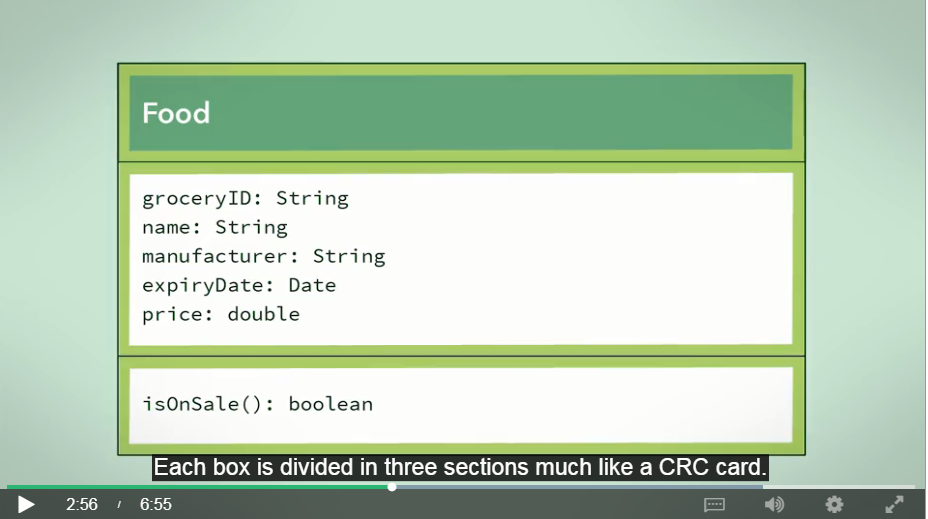 Food
groceryID: String
name: String
manufacturer: String
expiryDate: Date
price: double
isOnSale(): boolean
Each box is divided in three sections much like a CRC card.
2:56 / 6:55